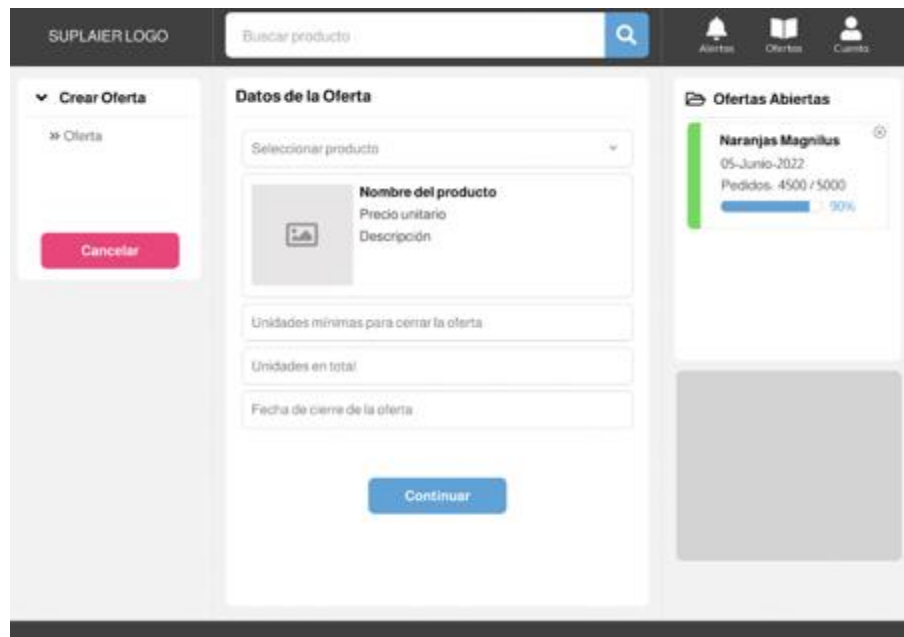 SUPLAIER LOGO
Buscar producto
Alertas
Ofertas
Cuenta
Crear Oferta
» Oferta
Cancelar
Datos de la Oferta
Seleccionar producto
Nombre del producto
Precio unitario
Descripción
Unidades mínimas para cerrar la oferta
Unidades en total
Fecha de cierre de la oferta
Continuar
Ofertas Abiertas
Naranjas Magnilus
05-Junio-2022
Pedidos. 4500 / 5000
90%